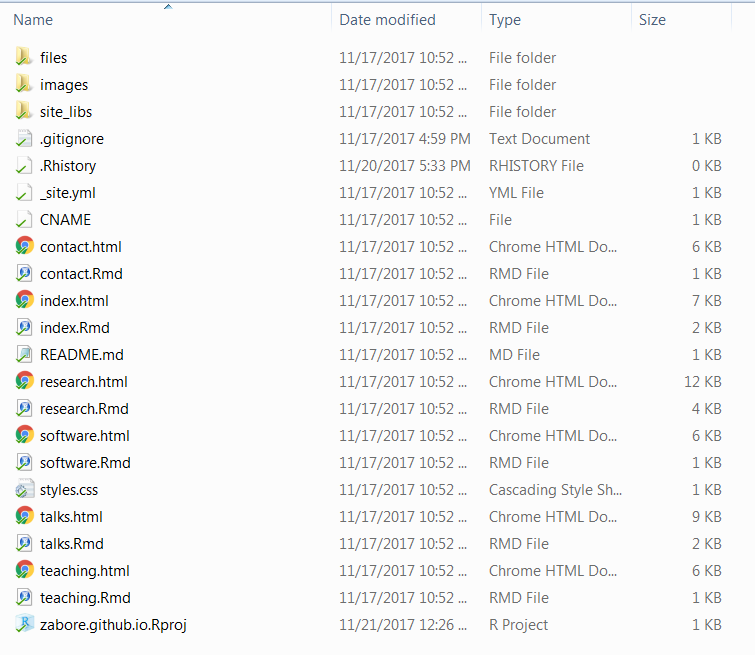 Name Date modified Type Size
files 11/17/2017 10:52 ... File folder
images 11/17/2017 10:52 ... File folder
site_libs 11/17/2017 10:52 ... File folder
.gitignore 11/17/2017 4:59 PM Text Document 1 KB
.Rhistory 11/20/2017 5:33 PM RHISTORY File 0 KB
_site.yml 11/17/2017 10:52 ... YML File 1 KB
CNAME 11/17/2017 10:52 ... File 1 KB
contact.html 11/17/2017 10:52 ... Chrome HTML Do... 6 KB
contact.Rmd 11/17/2017 10:52 ... RMD File 1 KB
index.html 11/17/2017 10:52 ... Chrome HTML Do... 7 KB
index.Rmd 11/17/2017 10:52 ... RMD File 2 KB
README.md 11/17/2017 10:52 ... MD File 1 KB
research.html 11/17/2017 10:52 ... Chrome HTML Do... 12 KB
research.Rmd 11/17/2017 10:52 ... RMD File 4 KB
software.html 11/17/2017 10:52 ... Chrome HTML Do... 6 KB
software.Rmd 11/17/2017 10:52 ... RMD File 1 KB
styles.css 11/17/2017 10:52 ... Cascading Style Sh... 1 KB
talks.html 11/17/2017 10:52 ... Chrome HTML Do... 9 KB
talks.Rmd 11/17/2017 10:52 ... RMD File 2 KB
teaching.html 11/17/2017 10:52 ... Chrome HTML Do... 6 KB
teaching.Rmd 11/17/2017 10:52 ... RMD File 1 KB
zabore.github.io.Rproj 11/21/2017 12:26 ... R Project 1 KB